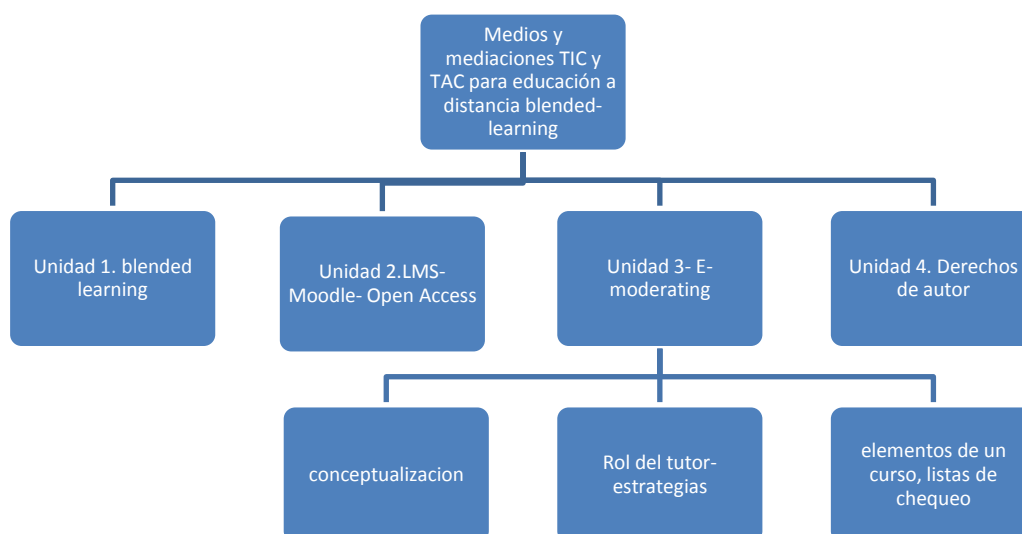 Medios y
mediaciones TIC y
TAC para educación a
distancia blended-
learning
Unidad 1. blended
learning
Unidad 2.LMS-
Moodle- Open Access
Unidad 3- E-
moderating
Unidad 4. Derechos
de autor
conceptualizacion
Rol del tutor-
estrategias
elementos de un
curso, listas de
chequeo